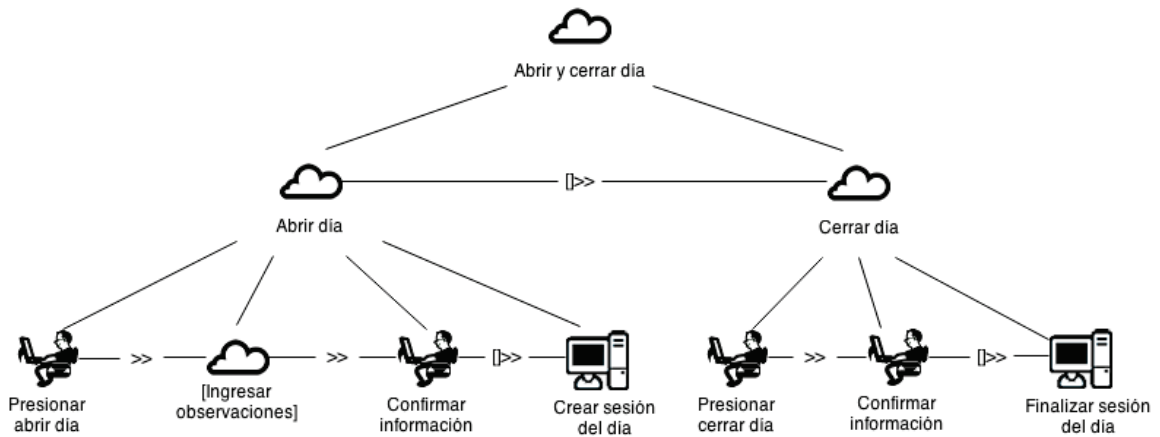 Abrir y cerrar día
[]>>
Abrir día
Cerrar día
>>
>>
[]>>
>>
[]>>
Presionar
abrir día
[Ingresar
observaciones]
Confirmar
información
Crear sesión
del día
Presionar
cerrar día
Confirmar
información
Finalizar sesión
del día